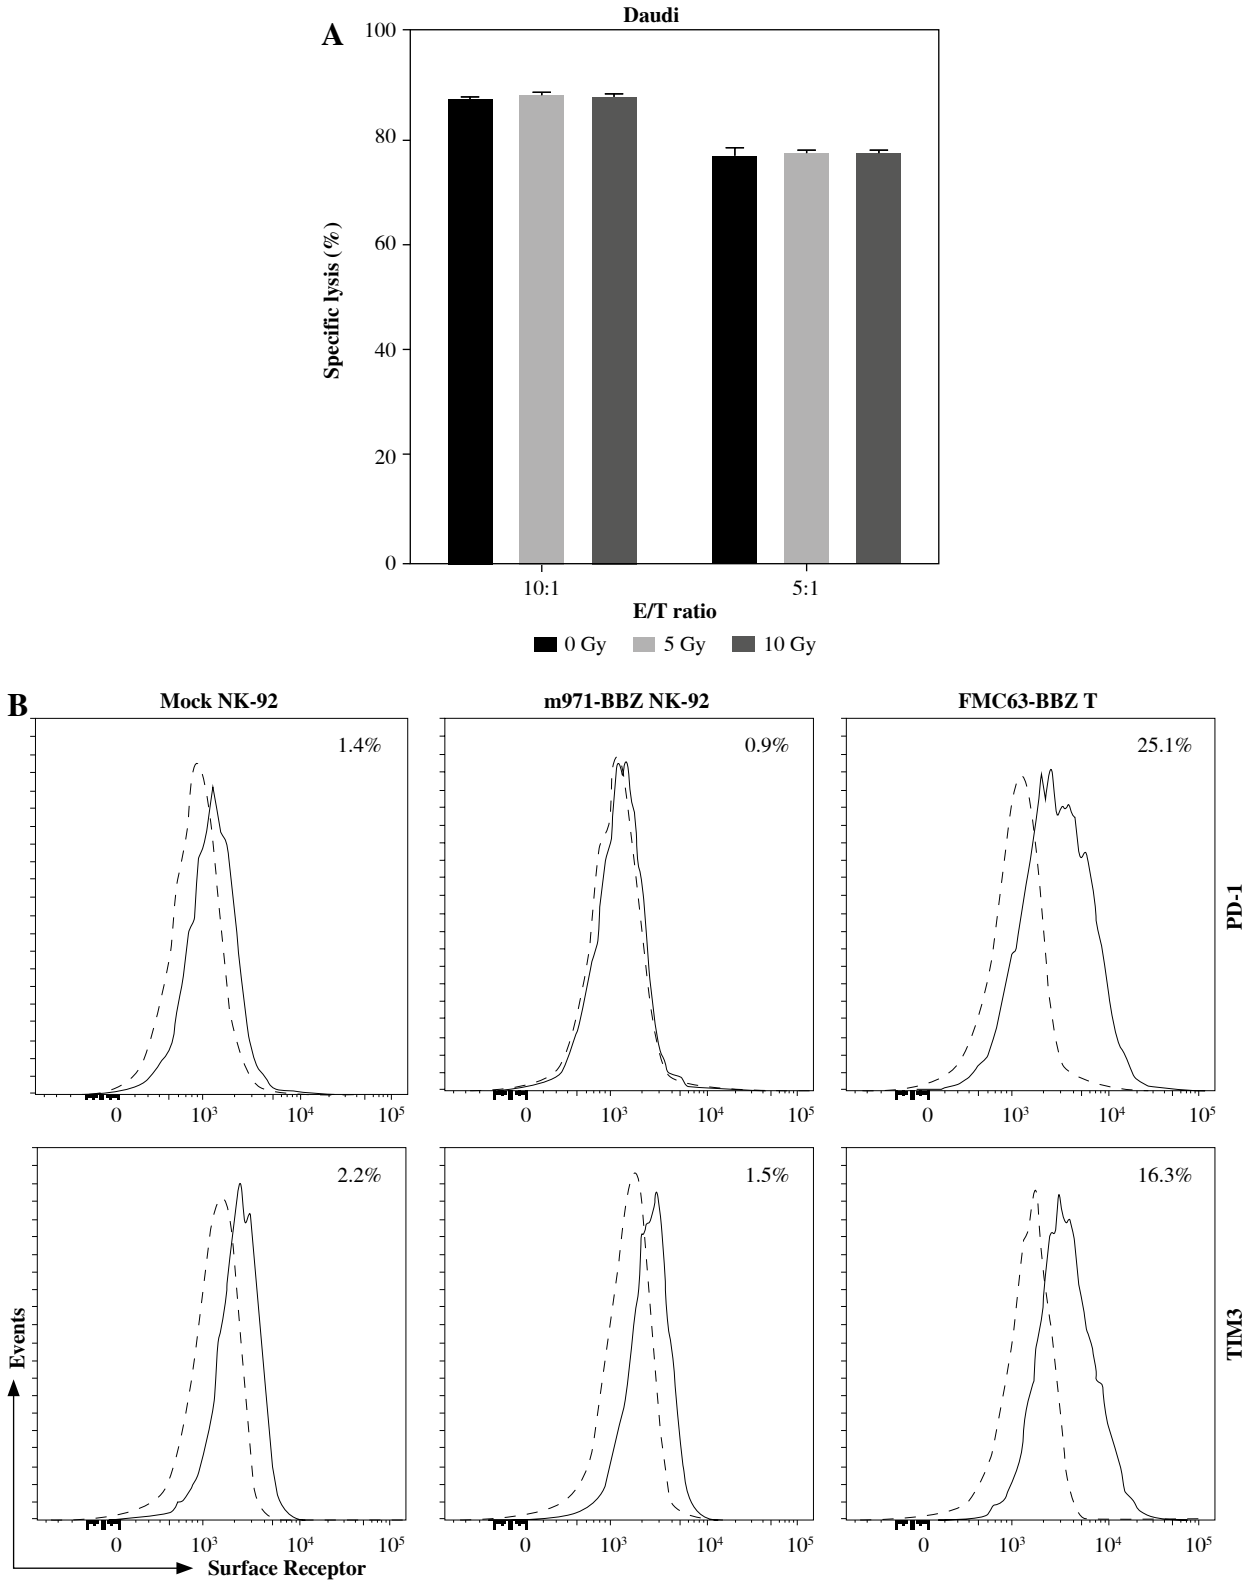 A
Daudi
100
80
60
40
20
0
Specific lysis (%)
10:1
5:1
E/T ratio
0 Gy
5 Gy
10 Gy
B
Mock NK-92
m971-BBZ NK-92
FMC63-BBZ T
1.4%
0.9%
25.1%
PD-1
0 10³ 10⁴ 10⁵
0 10³ 10⁴ 10⁵
0 10³ 10⁴ 10⁵
2.2%
1.5%
16.3%
TIM3
Events
0 10³ 10⁴ 10⁵
0 10³ 10⁴ 10⁵
0 10³ 10⁴ 10⁵
Surface Receptor